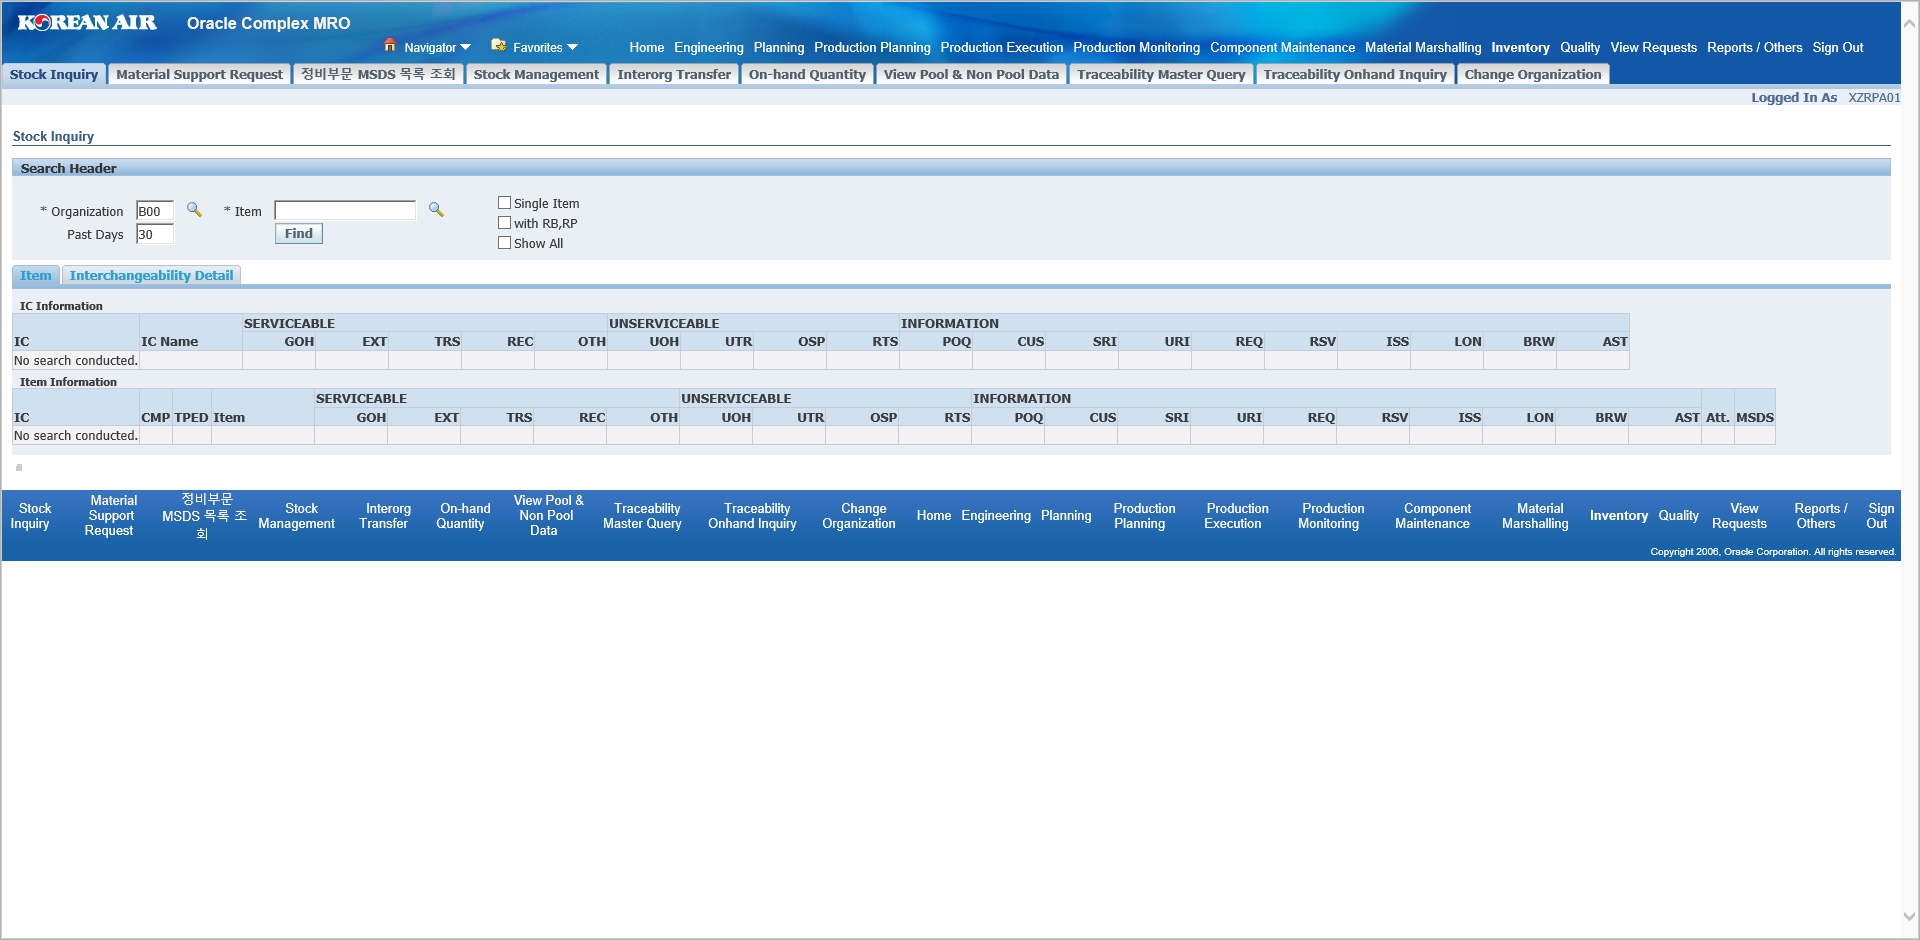 KOREAN AIR Oracle Complex MRO
Navigator Favorites Home Engineering Planning Production Planning Production Execution Production Monitoring Component Maintenance Material Marshalling Inventory Quality View Requests Reports / Others Sign Out
Stock Inquiry Material Support Request 정비부문 MSDS 목록 조회 Stock Management Interorg Transfer On-hand Quantity View Pool & Non Pool Data Traceability Master Query Traceability Onhand Inquiry Change Organization
Logged In As XZRPA01
Stock Inquiry
Search Header
* Organization B00 * Item
Past Days 30 Find
Single Item
with RB,RP
Show All
Item Interchangeability Detail
IC Information
SERVICEABLE UNSERVICEABLE INFORMATION
IC IC Name GOH EXT TRS REC OTH UOH UTR OSP RTS POQ CUS SRI URI REQ RSV ISS LON BRW AST
No search conducted.
Item Information
SERVICEABLE UNSERVICEABLE INFORMATION
IC CMP TPED Item GOH EXT TRS REC OTH UOH UTR OSP RTS POQ CUS SRI URI REQ RSV ISS LON BRW AST Att. MSDS
No search conducted.
Stock
Inquiry
Material
Support
Request
정비부문
MSDS 목록 조
회
Stock
Management
Interorg
Transfer
On-hand
Quantity
View Pool &
Non Pool
Data
Traceability
Master Query
Traceability
Onhand Inquiry
Change
Organization
Home
Engineering
Planning
Production
Planning
Production
Execution
Production
Monitoring
Component
Maintenance
Material
Marshalling
Inventory
Quality
View
Requests
Reports /
Others
Sign
Out
Copyright 2006, Oracle Corporation. All rights reserved.